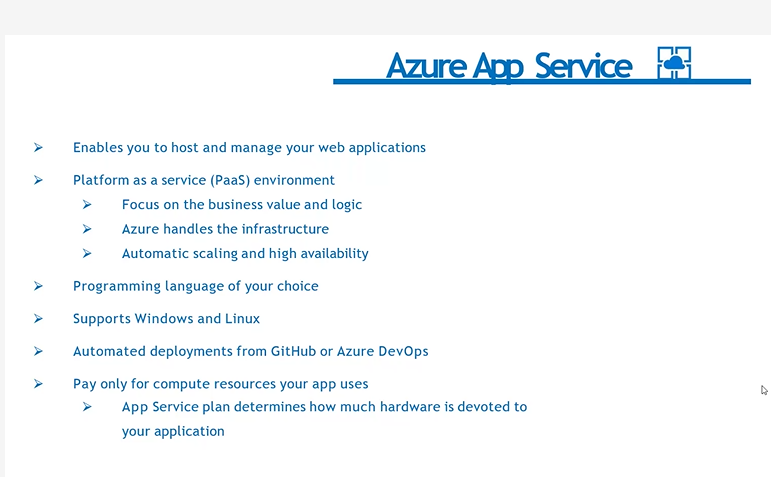 Azure App Service
Enables you to host and manage your web applications
Platform as a service (PaaS) environment
Focus on the business value and logic
Azure handles the infrastructure
Automatic scaling and high availability
Programming language of your choice
Supports Windows and Linux
Automated deployments from GitHub or Azure DevOps
Pay only for compute resources your app uses
App Service plan determines how much hardware is devoted to
your application